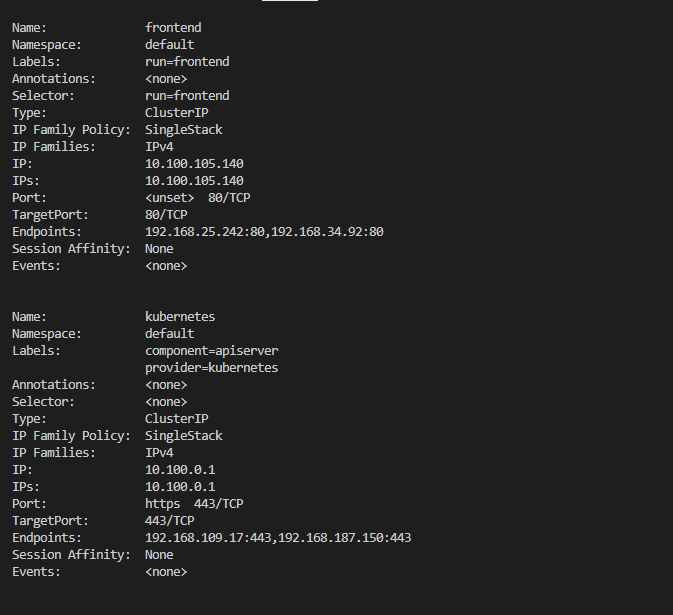 Name: frontend
Namespace: default
Labels: run=frontend
Annotations: <none>
Selector: run=frontend
Type: ClusterIP
IP Family Policy: SingleStack
IP Families: IPv4
IP: 10.100.105.140
IPs: 10.100.105.140
Port: <unset> 80/TCP
TargetPort: 80/TCP
Endpoints: 192.168.25.242:80,192.168.34.92:80
Session Affinity: None
Events: <none>
Name: kubernetes
Namespace: default
Labels: component=apiserver
provider=kubernetes
Annotations: <none>
Selector: <none>
Type: ClusterIP
IP Family Policy: SingleStack
IP Families: IPv4
IP: 10.100.0.1
IPs: 10.100.0.1
Port: https 443/TCP
TargetPort: 443/TCP
Endpoints: 192.168.109.17:443,192.168.187.150:443
Session Affinity: None
Events: <none>